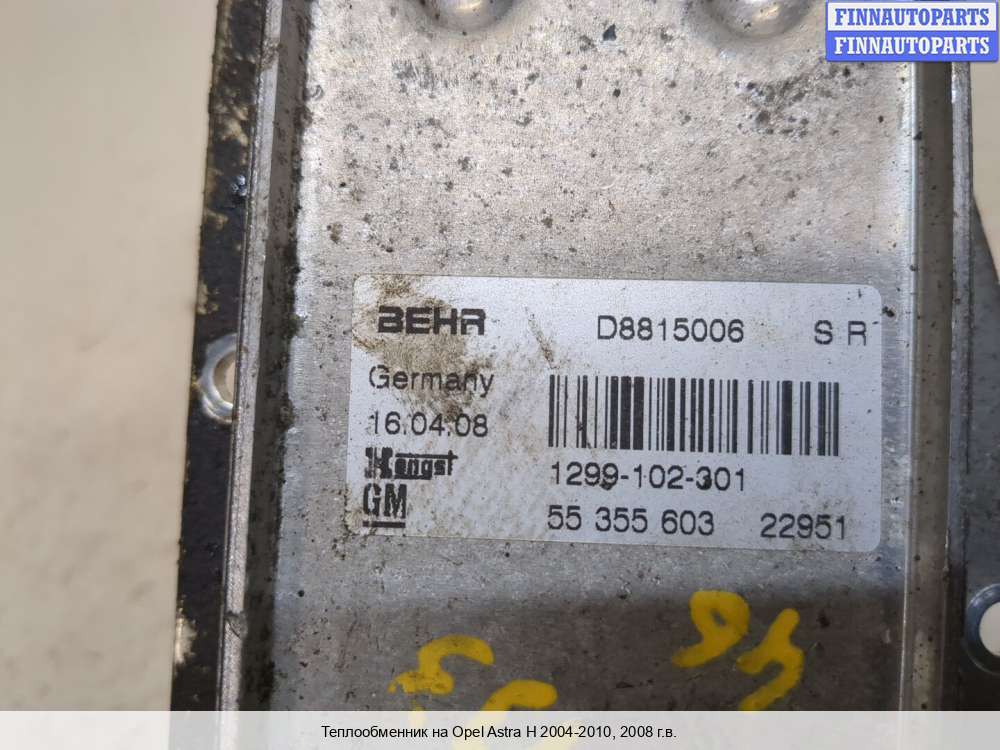 FINNAUTOPARTS
FINNAUTOPARTS
BEHR D8815006 S R
Germany
16.04.08
Hengst 1299-102-301
GM 55 355 603 22951
Теплообменник на Opel Astra H 2004-2010, 2008 г.в.